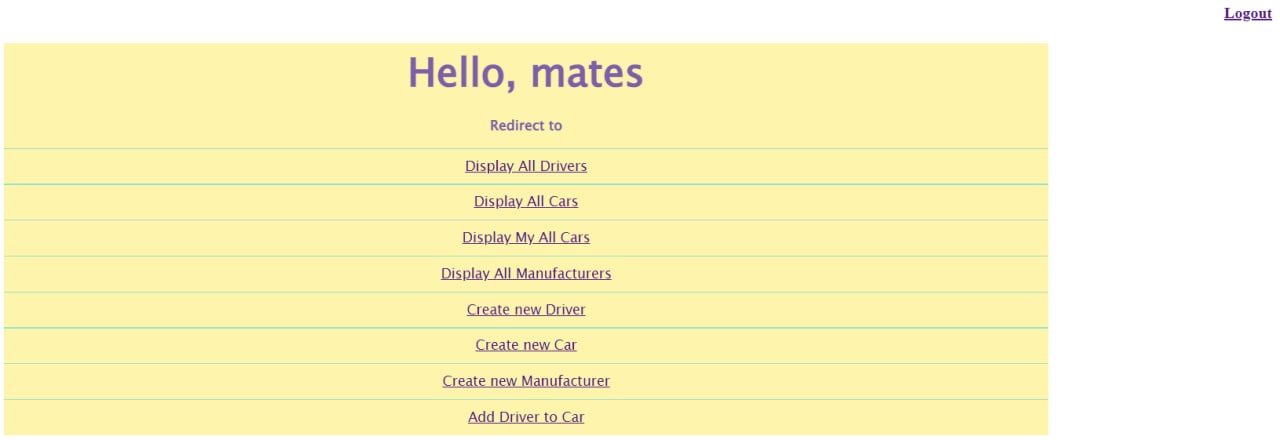 Logout
Hello, mates
Redirect to
Display All Drivers
Display All Cars
Display My All Cars
Display All Manufacturers
Create new Driver
Create new Car
Create new Manufacturer
Add Driver to Car